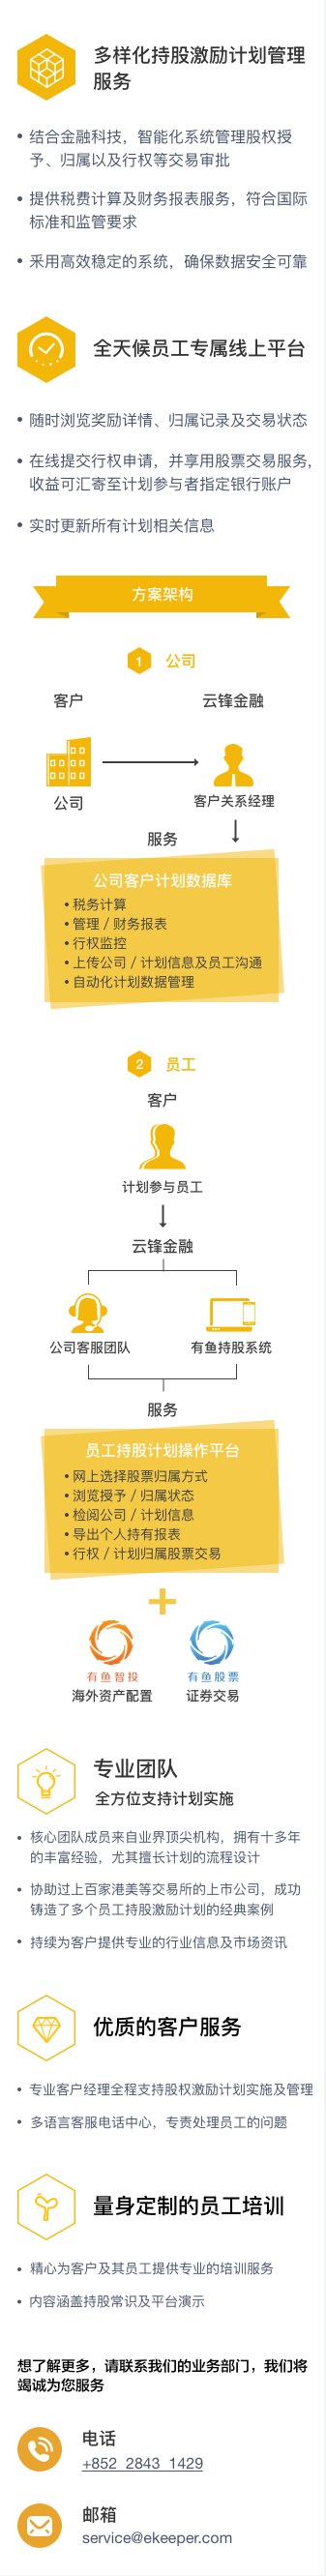 多样化持股激励计划管理
服务
• 结合金融科技，智能化系统管理股权授
予、归属以及行权等交易审批
• 提供税费计算及财务报表服务，符合国际
标准和监管要求
• 采用高效稳定的系统，确保数据安全可靠
全天候员工专属线上平台
• 随时浏览奖励详情、归属记录及交易状态
• 在线提交行权申请，并享用股票交易服务，
收益可汇寄至计划参与者指定银行账户
• 实时更新所有计划相关信息
方案架构
1 公司
客户 云锋金融
公司 客户关系经理
服务
公司客户计划数据库
• 税务计算
• 管理 / 财务报表
• 行权监控
• 上传公司 / 计划信息及员工沟通
• 自动化计划数据管理
2 员工
客户
计划参与员工
云锋金融
公司客服团队 有鱼持股系统
服务
员工持股计划操作平台
• 网上选择股票归属方式
• 浏览授予 / 归属状态
• 检阅公司 / 计划信息
• 导出个人持有报表
• 行权 / 计划归属股票交易
+
有鱼智投 有鱼股票
海外资产配置 证券交易
专业团队
全方位支持计划实施
• 核心团队成员来自业界顶尖机构，拥有十多年
的丰富经验，尤其擅长计划的流程设计
• 协助过上百家港美等交易所的上市公司，成功
铸造了多个员工持股激励计划的经典案例
• 持续为客户提供专业的行业信息及市场资讯
优质的客户服务
• 专业客户经理全程支持股权激励计划实施及管理
• 多语言客服电话中心，专责处理员工的问题
量身定制的员工培训
• 精心为客户及其员工提供专业的培训服务
• 内容涵盖持股常识及平台演示
想了解更多，请联系我们的业务部门，我们将
竭诚为您服务
电话
+852 2843 1429
邮箱
service@ekeeper.com